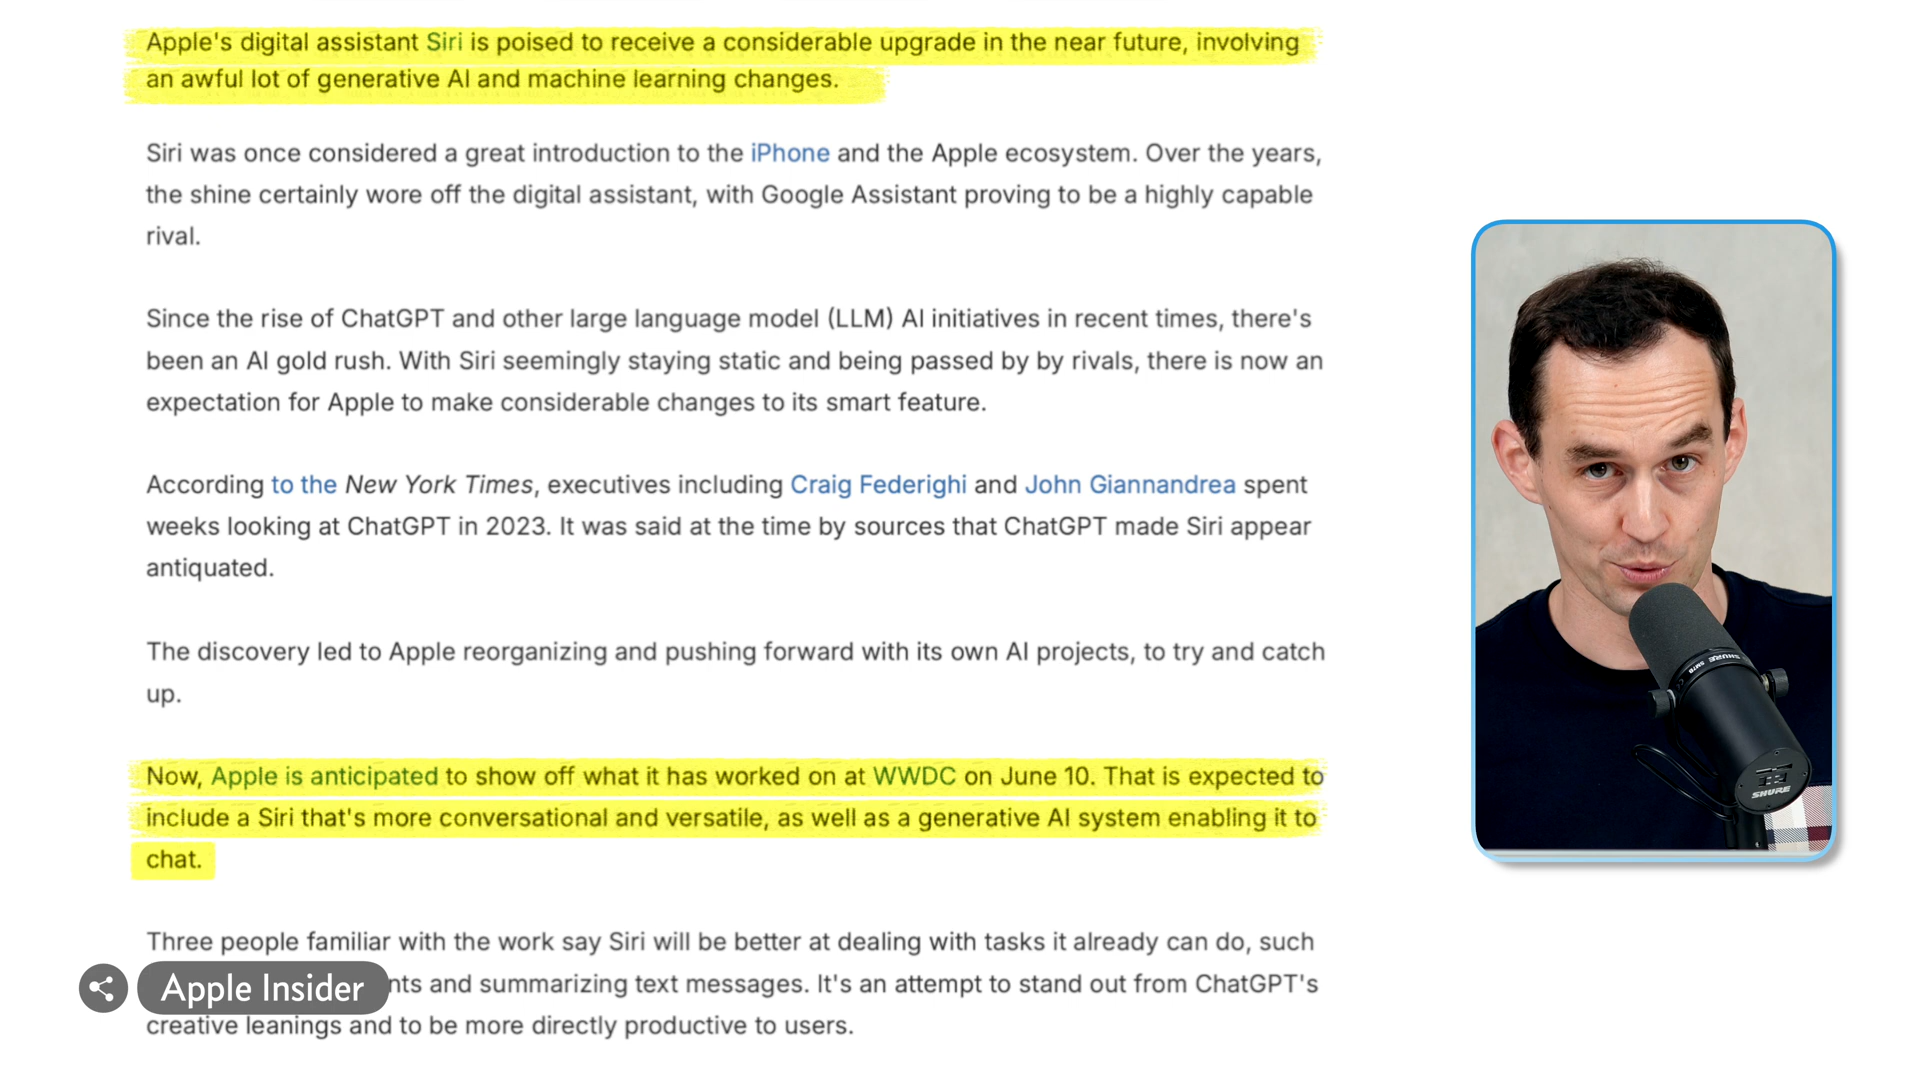 Apple's digital assistant Siri is poised to receive a considerable upgrade in the near future, involving
an awful lot of generative AI and machine learning changes.
Siri was once considered a great introduction to the iPhone and the Apple ecosystem. Over the years,
the shine certainly wore off the digital assistant, with Google Assistant proving to be a highly capable
rival.
Since the rise of ChatGPT and other large language model (LLM) AI initiatives in recent times, there's
been an AI gold rush. With Siri seemingly staying static and being passed by by rivals, there is now an
expectation for Apple to make considerable changes to its smart feature.
According to the New York Times, executives including Craig Federighi and John Giannandrea spent
weeks looking at ChatGPT in 2023. It was said at the time by sources that ChatGPT made Siri appear
antiquated.
The discovery led to Apple reorganizing and pushing forward with its own AI projects, to try and catch
up.
Now, Apple is anticipated to show off what it has worked on at WWDC on June 10. That is expected to
include a Siri that's more conversational and versatile, as well as a generative AI system enabling it to
chat.
Three people familiar with the work say Siri will be better at dealing with tasks it already can do, such
nts and summarizing text messages. It's an attempt to stand out from ChatGPT's
creative leanings and to be more directly productive to users.
Apple Insider
SHURE SM7B
SHURE